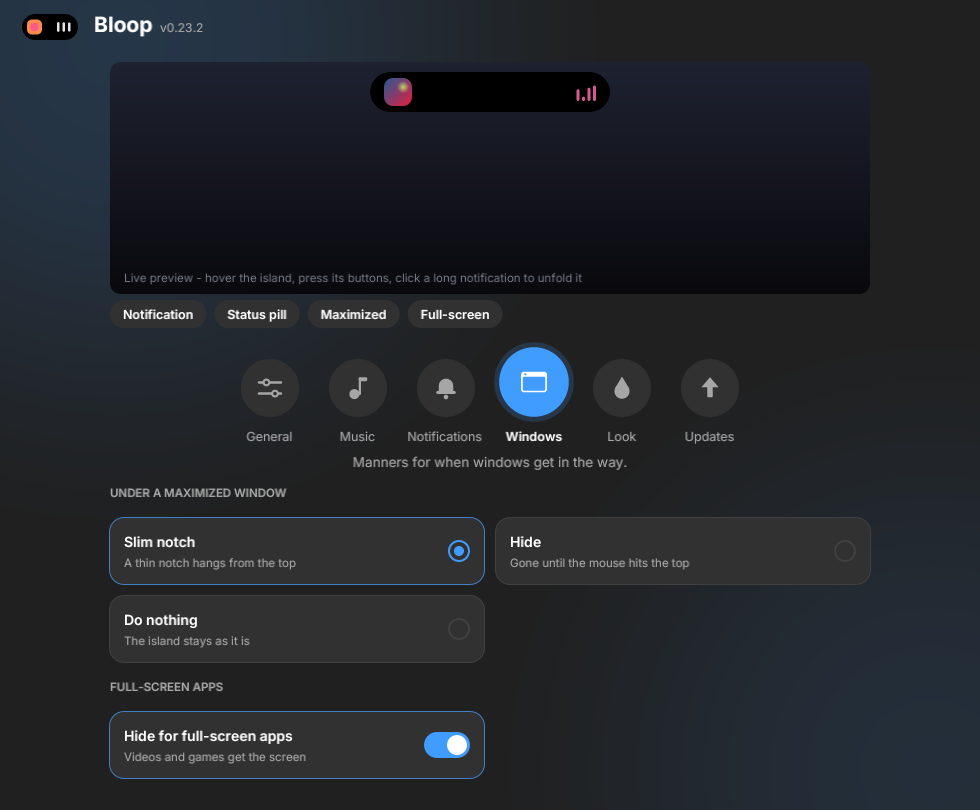 Bloop v0.23.2
Live preview - hover the island, press its buttons, click a long notification to unfold it
Notification Status pill Maximized Full-screen
General Music Notifications Windows Look Updates
Manners for when windows get in the way.
UNDER A MAXIMIZED WINDOW
Slim notch
A thin notch hangs from the top
Hide
Gone until the mouse hits the top
Do nothing
The island stays as it is
FULL-SCREEN APPS
Hide for full-screen apps
Videos and games get the screen